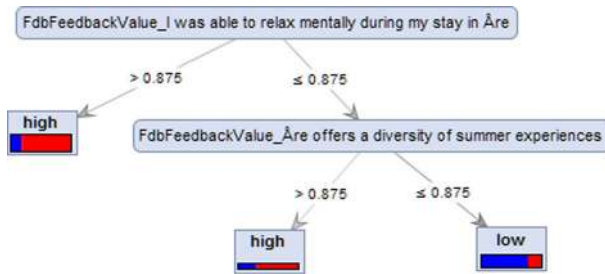 FdbFeedbackValue_I was able to relax mentally during my stay in Åre
> 0.875
≤ 0.875
high
FdbFeedbackValue_Åre offers a diversity of summer experiences
> 0.875
≤ 0.875
high
low